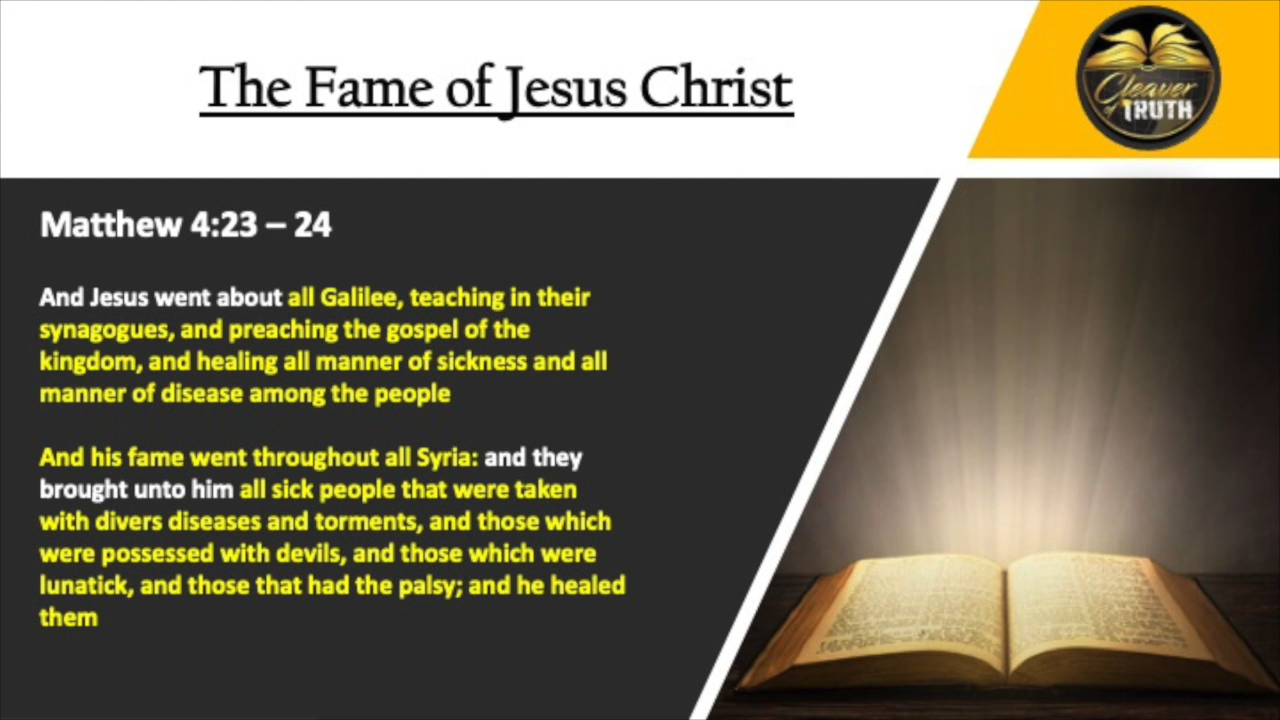 The Fame of Jesus Christ
Cleaver
of TRUTH
Matthew 4:23 – 24
And Jesus went about all Galilee, teaching in their
synagogues, and preaching the gospel of the
kingdom, and healing all manner of sickness and all
manner of disease among the people
And his fame went throughout all Syria: and they
brought unto him all sick people that were taken
with divers diseases and torments, and those which
were possessed with devils, and those which were
lunatick, and those that had the palsy; and he healed
them